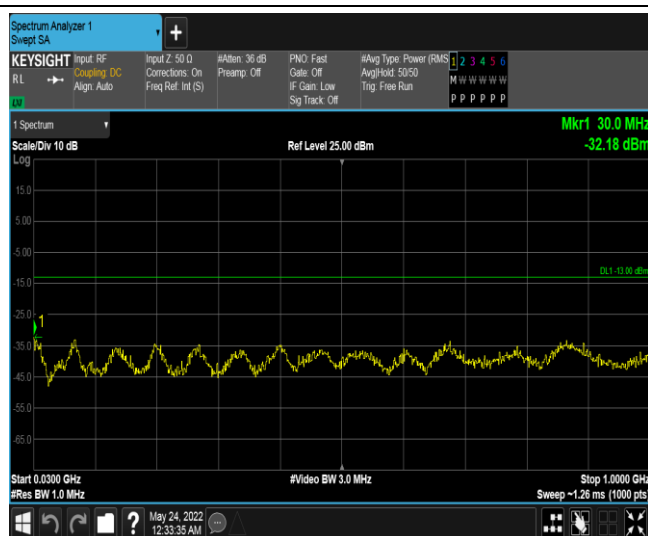 Spectrum Analyzer 1
Swept SA
+
KEYSIGHT
RL
LM
Input: RF
Coupling: DC
Align: Auto
Input Z: 50 Ω
Corrections: On
Freq Ref: Int (S)
#Atten: 36 dB
Preamp: Off
PNO: Fast
Gate: Off
IF Gain: Low
Sig Track: Off
#Avg Type: Power (RMS
Avg|Hold: 50/50
Trig: Free Run
1 2 3 4 5 6
M W W W W W
P P P P P P
1 Spectrum
Mkr1 30.0 MHz
-32.18 dBm
Scale/Div 10 dB
Ref Level 25.00 dBm
Log
15.0
5.00
-5.00
DL1 -13.00 dBm
-15.0
-25.0
1
-35.0
-45.0
-55.0
-65.0
Start 0.0300 GHz
#Video BW 3.0 MHz
Stop 1.0000 GHz
#Res BW 1.0 MHz
Sweep ~1.26 ms (1000 pts)
?
May 24, 2022
12:33:35 AM